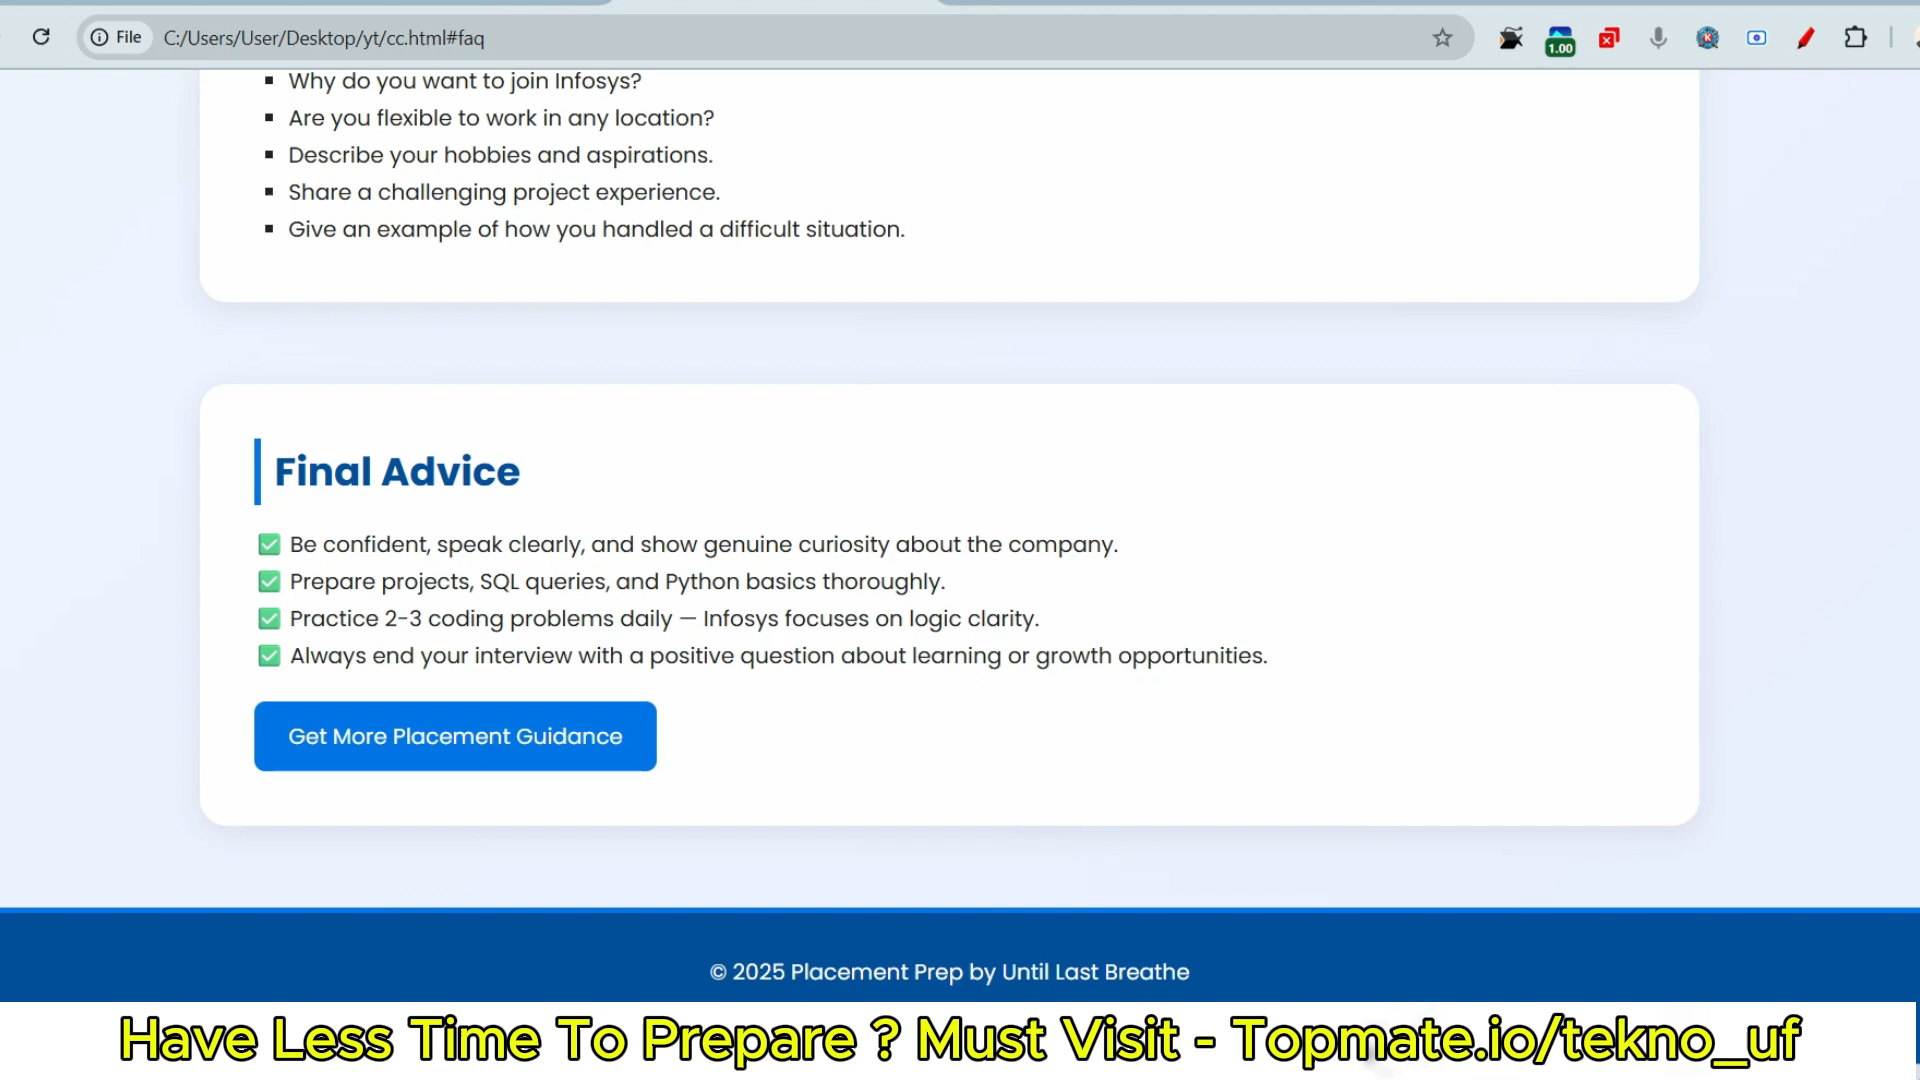 File C:/Users/User/Desktop/yt/cc.html#faq
1.00
Why do you want to join Infosys?
Are you flexible to work in any location?
Describe your hobbies and aspirations.
Share a challenging project experience.
Give an example of how you handled a difficult situation.
Final Advice
Be confident, speak clearly, and show genuine curiosity about the company.
Prepare projects, SQL queries, and Python basics thoroughly.
Practice 2-3 coding problems daily — Infosys focuses on logic clarity.
Always end your interview with a positive question about learning or growth opportunities.
Get More Placement Guidance
© 2025 Placement Prep by Until Last Breathe
Have Less Time To Prepare ? Must Visit - Topmate.io/tekno_uf